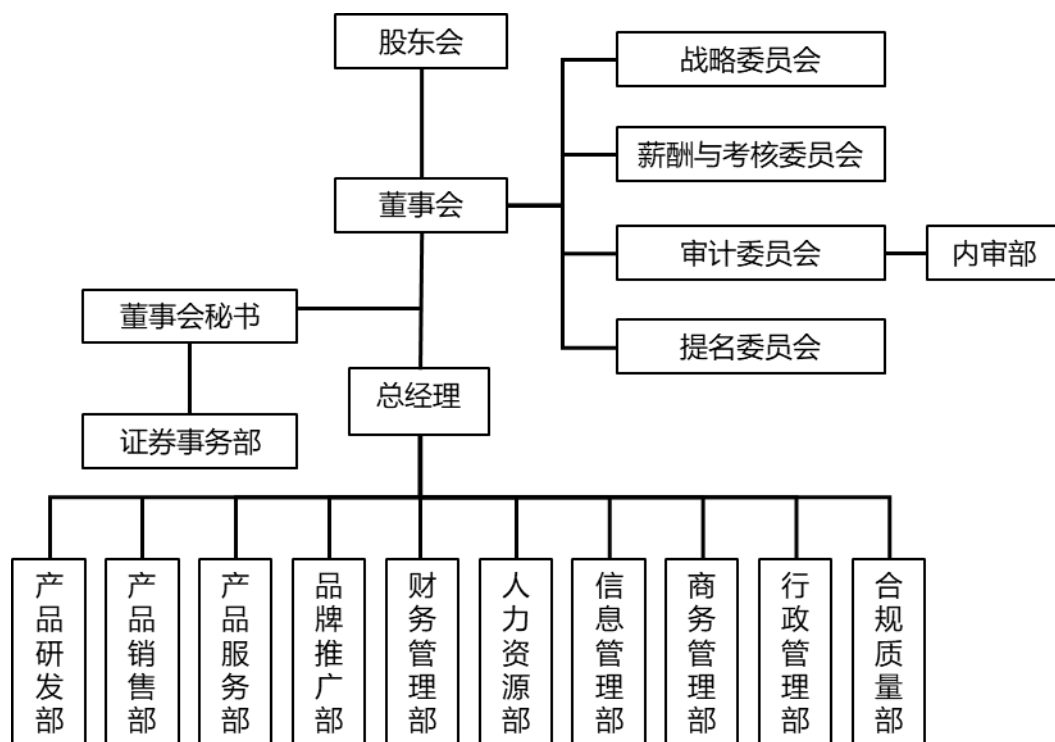 股东会
战略委员会
薪酬与考核委员会
董事会
审计委员会
内审部
董事会秘书
提名委员会
总经理
证券事务部
产品研发部
产品销售部
产品服务部
品牌推广部
财务管理部
人力资源部
信息管理部
商务管理部
行政管理部
合规质量部